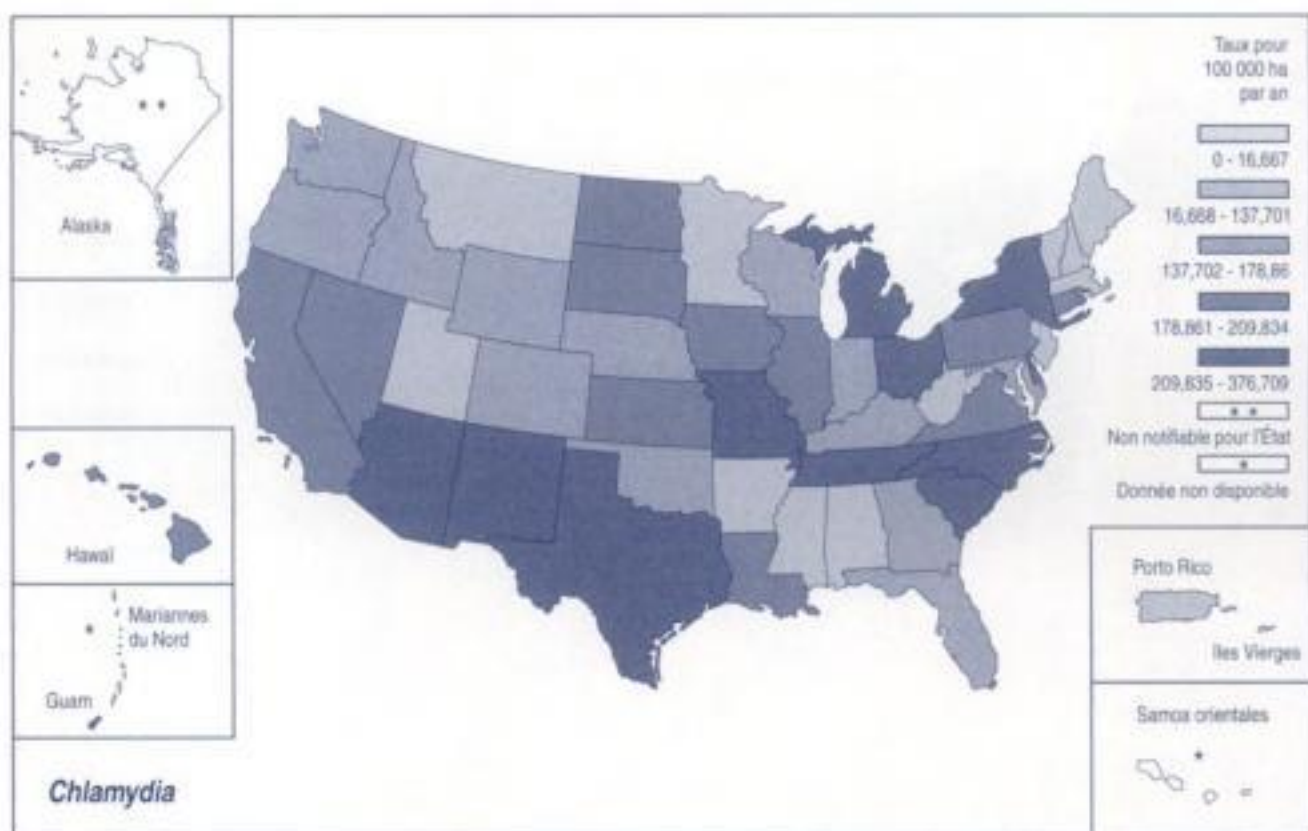 Alaska
Hawaï
Mariannes
du Nord
Guam
Chlamydia
Taux pour
100 000 ha
par an
0 - 16,667
16,668 - 137,701
137,702 - 178,86
178,861 - 209,834
209,835 - 376,709
Non notifiable pour l'État
Donnée non disponible
Porto Rico
Iles Vierges
Samoa orientales